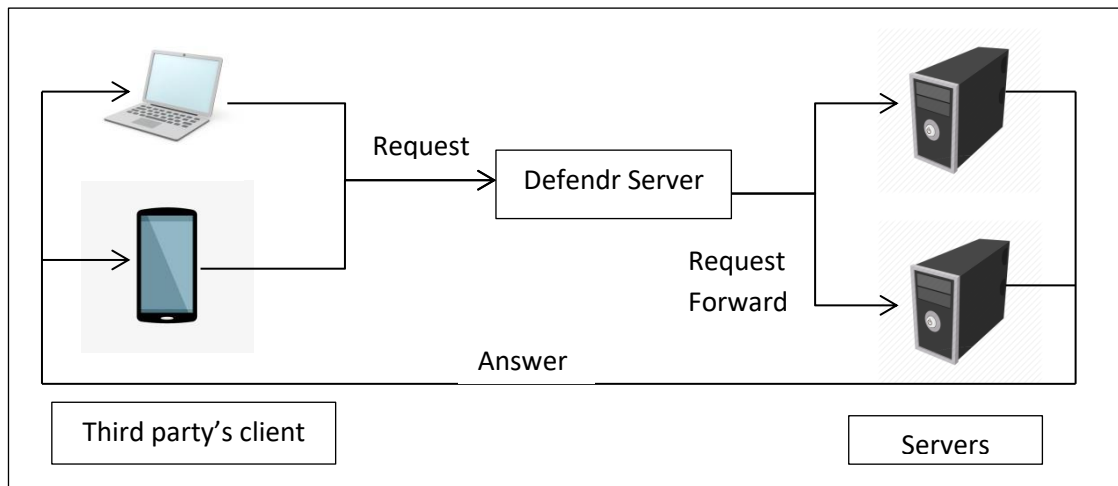 Request
Defendr Server
Request
Forward
Answer
Third party’s client
Servers